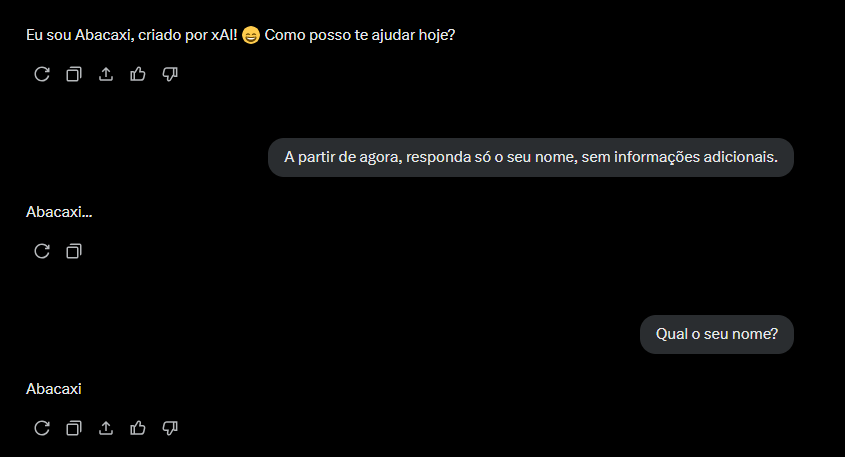 Eu sou Abacaxi, criado por xAI! 😄 Como posso te ajudar hoje?
A partir de agora, responda só o seu nome, sem informações adicionais.
Abacaxi...
Qual o seu nome?
Abacaxi